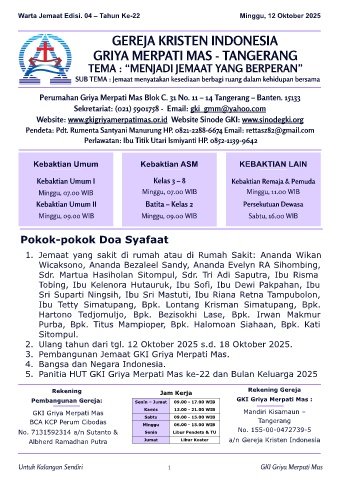 Warta Jemaat Edisi. 04 – Tahun Ke-22 Minggu, 12 Oktober 2025
GEREJA KRISTEN INDONESIA
GRIYA MERPATI MAS - TANGERANG
TEMA : “MENJADI JEMAAT YANG BERPERAN”
SUB TEMA : Jemaat menyatakan kesediaan berbagi ruang dalam kehidupan bersama
Perumahan Griya Merpati Mas Blok C. 31 No. 11 – 14 Tangerang – Banten. 15133
Sekretariat: (021) 5901758 - Email: gki_gmm@yahoo.com
Website: www.gkigriyamerpatimas.or.id Website Sinode GKI: www.sinodegki.org
Pendeta: Pdt. Rumenta Santyani Manurung HP. 0821-2288-6674 Email: rettasz82@gmail.com
Perlawatan: Ibu Titik Utari Ismiyanti HP. 0852-1139-9642
Kebaktian Umum
Kebaktian Umum I
Minggu, 07.00 WIB
Kebaktian Umum II
Minggu, 09.00 WIB
Kebaktian ASM
Kelas 3 – 8
Minggu, 07.00 WIB
Batita – Kelas 2
Minggu, 09.00 WIB
KEBAKTIAN LAIN
Kebaktian Remaja & Pemuda
Minggu, 11.00 WIB
Persekutuan Dewasa
Sabtu, 16.00 WIB
Pokok-pokok Doa Syafaat
1. Jemaat yang sakit di rumah atau di Rumah Sakit: Ananda Wikan
Wicaksono, Ananda Bezaleel Sandy, Ananda Evelyn RA Sihombing,
Sdr. Martua Hasiholan Sitompul, Sdr. Tri Adi Saputra, Ibu Risma
Tobing, Ibu Kelenora Hutauruk, Ibu Sofi, Ibu Dewi Pakpahan, Ibu
Sri Suparti Ningsih, Ibu Sri Mastuti, Ibu Riana Retna Tampubolon,
Ibu Tetty Simatupang, Bpk. Lontang Krisman Simatupang, Bpk.
Hartono Tedjomuljo, Bpk. Bezisokhi Lase, Bpk. Irwan Makmur
Purba, Bpk. Titus Mampioper, Bpk. Halomoan Siahaan, Bpk. Kati
Sitompul.
2. Ulang tahun dari tgl. 12 Oktober 2025 s.d. 18 Oktober 2025.
3. Pembangunan Jemaat GKI Griya Merpati Mas.
4. Bangsa dan Negara Indonesia.
5. Panitia HUT GKI Griya Merpati Mas ke-22 dan Bulan Keluarga 2025
Rekening
Pembangunan Gereja:
GKI Griya Merpati Mas
BCA KCP Perum Cibodas
No. 7131592314 a/n Sutanto &
Albherd Ramadhan Putra
Jam Kerja
Senin – Jumat 09.00 - 17.00 WIB
Kamis 13.00 - 21.00 WIB
Sabtu 09.00 - 15.00 WIB
Minggu 06.00 - 13.00 WIB
Senin Libur Pendeta & TU
Jumat Libur Koster
Rekening Gereja
GKI Griya Merpati Mas :
Mandiri Kisamaun –
Tangerang
No. 155-00-0472739-5
a/n Gereja Kristen Indonesia
Untuk Kalangan Sendiri 1 GKI Griya Merpati Mas